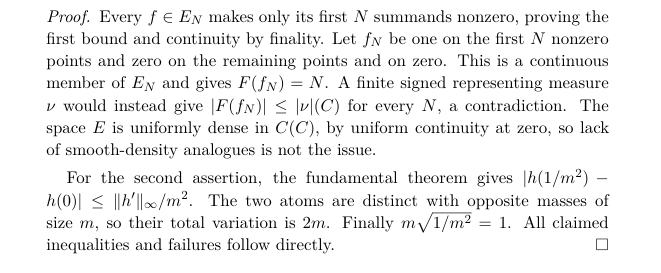 Proof. Every f ∈ E_N makes only its first N summands nonzero, proving the
first bound and continuity by finality. Let f_N be one on the first N nonzero
points and zero on the remaining points and on zero. This is a continuous
member of E_N and gives F(f_N) = N. A finite signed representing measure
ν would instead give |F(f_N)| ≤ |ν|(C) for every N, a contradiction. The
space E is uniformly dense in C(C), by uniform continuity at zero, so lack
of smooth-density analogues is not the issue.
For the second assertion, the fundamental theorem gives |h(1/m²) −
h(0)| ≤ ‖h′‖∞/m². The two atoms are distinct with opposite masses of
size m, so their total variation is 2m. Finally m√1/m² = 1. All claimed
inequalities and failures follow directly. □